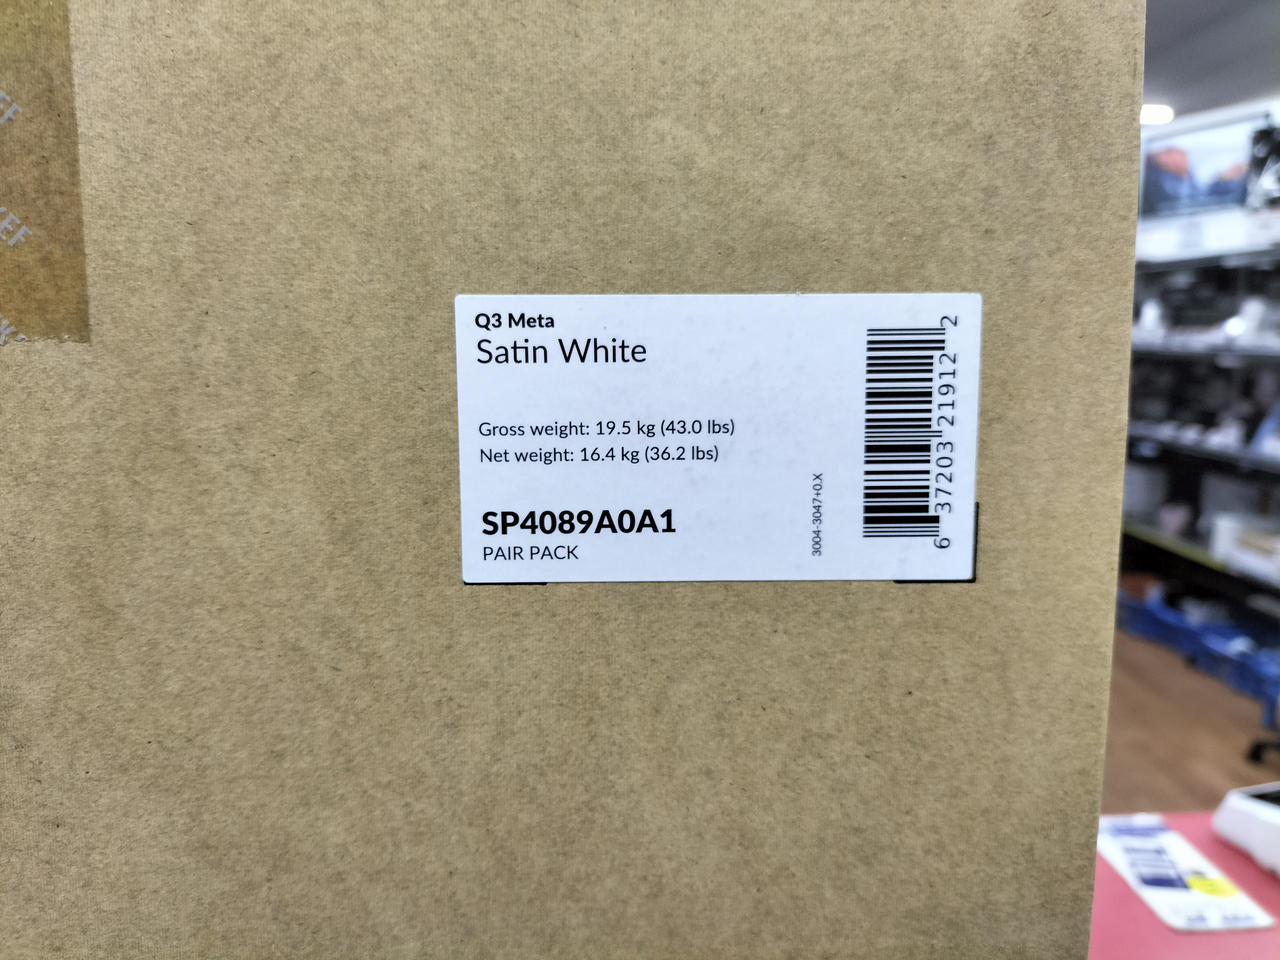 KEF
Q3 Meta
Satin White
Gross weight: 19.5 kg (43.0 lbs)
Net weight: 16.4 kg (36.2 lbs)
SP4089A0A1
PAIR PACK
3004-3047+0.X
6 37203 21912 2